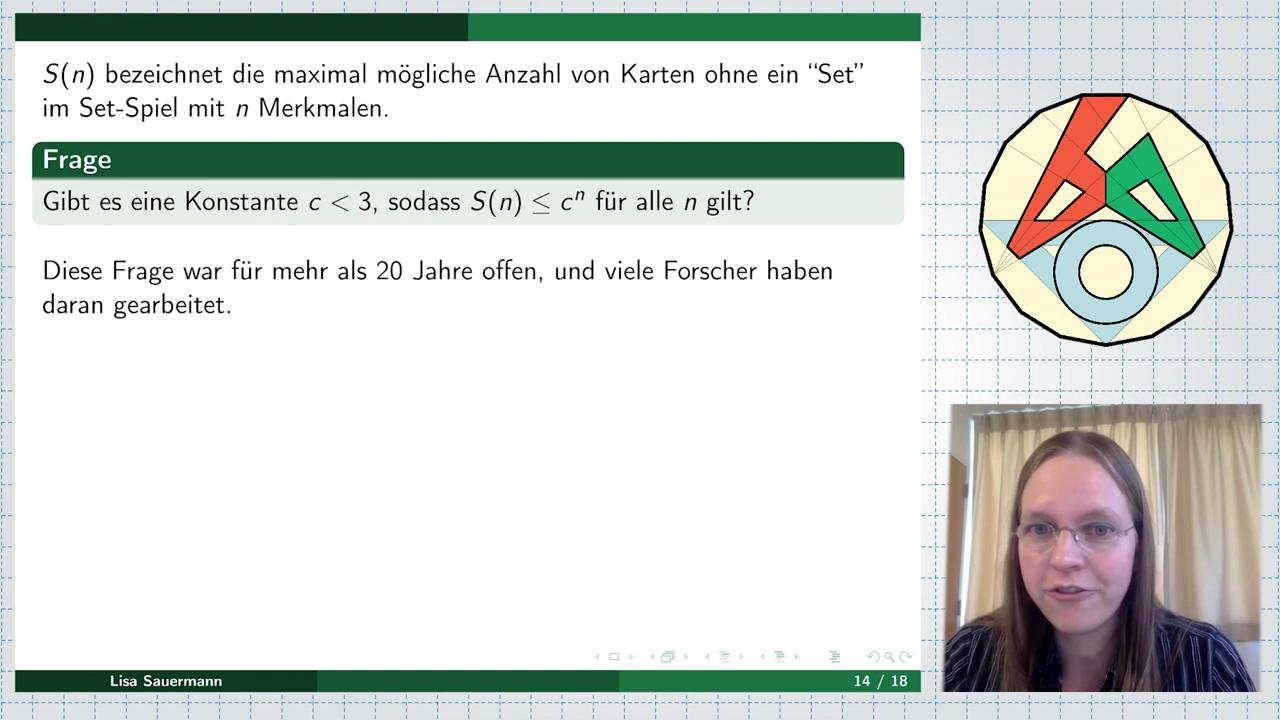 S(n) bezeichnet die maximal mögliche Anzahl von Karten ohne ein “Set”
im Set-Spiel mit n Merkmalen.
Frage
Gibt es eine Konstante c < 3, sodass S(n) ≤ cⁿ für alle n gilt?
Diese Frage war für mehr als 20 Jahre offen, und viele Forscher haben
daran gearbeitet.
Lisa Sauermann
14 / 18